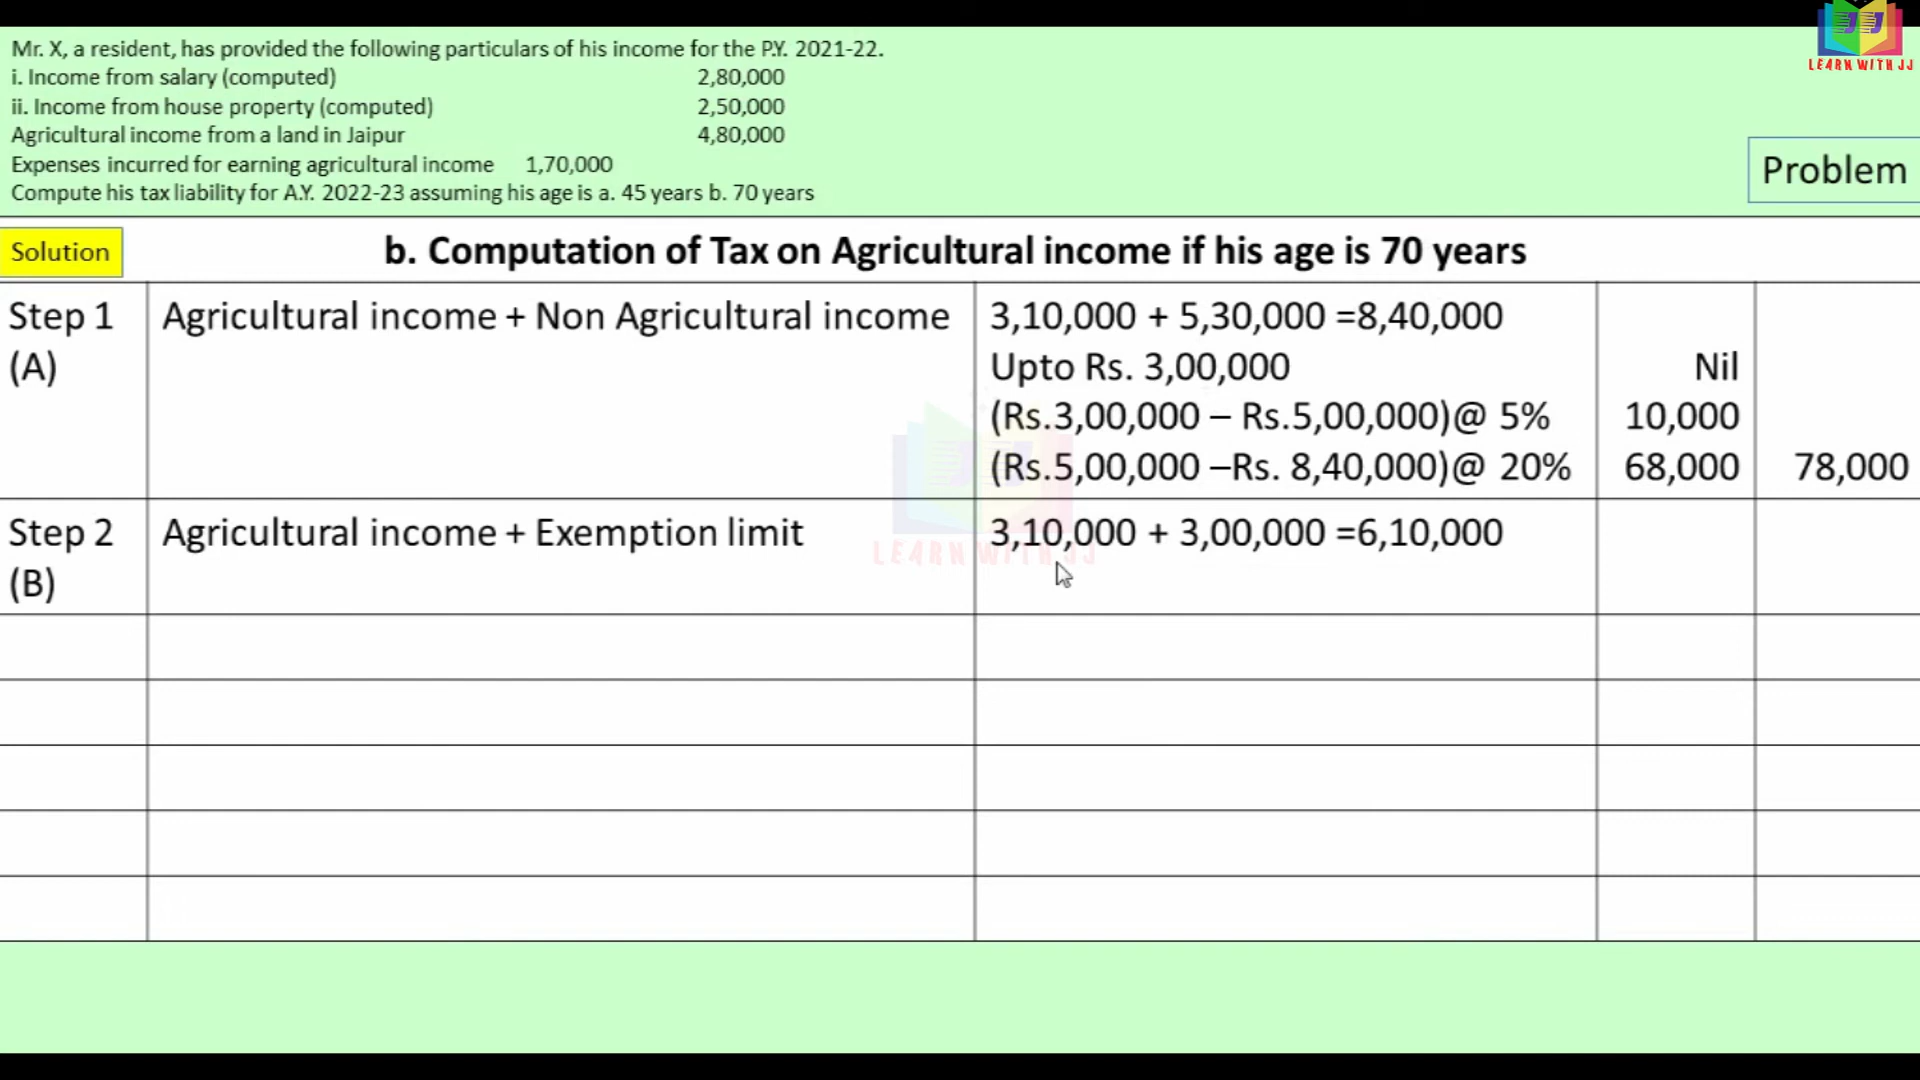 LEARN WITH JJ
Mr. X, a resident, has provided the following particulars of his income for the P.Y. 2021-22.
i. Income from salary (computed) 2,80,000
ii. Income from house property (computed) 2,50,000
Agricultural income from a land in Jaipur 4,80,000
Expenses incurred for earning agricultural income 1,70,000
Compute his tax liability for A.Y. 2022-23 assuming his age is a. 45 years b. 70 years
Problem
Solution
b. Computation of Tax on Agricultural income if his age is 70 years
Step 1 Agricultural income + Non Agricultural income 3,10,000 + 5,30,000 =8,40,000
(A) Upto Rs. 3,00,000 Nil
(Rs.3,00,000 – Rs.5,00,000)@ 5% 10,000
(Rs.5,00,000 –Rs. 8,40,000)@ 20% 68,000 78,000
Step 2 Agricultural income + Exemption limit 3,10,000 + 3,00,000 =6,10,000
(B)
LEARN WITH JJ